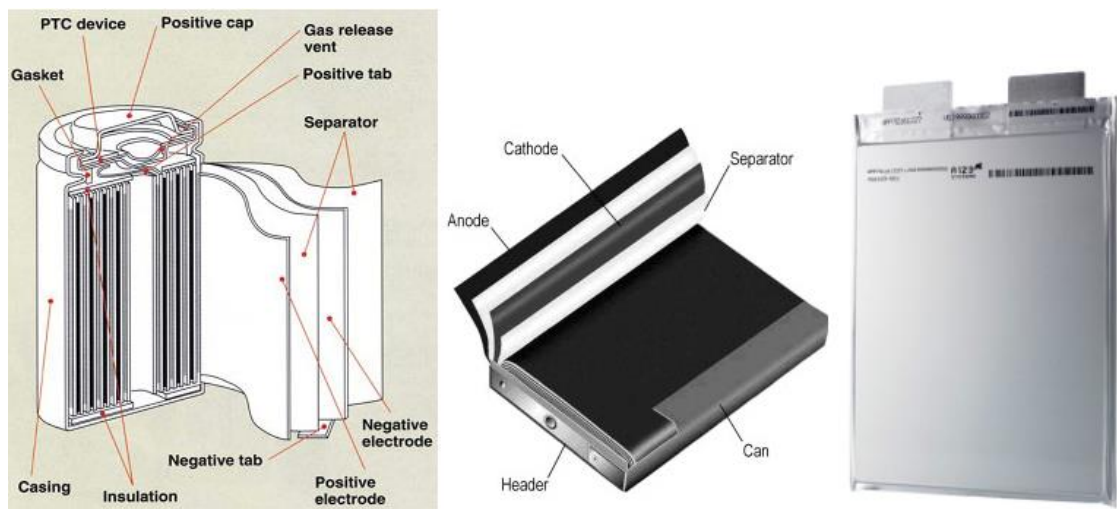 PTC device
Positive cap
Gas release
vent
Gasket
Positive tab
Separator
Negative
electrode
Negative tab
Positive
electrode
Casing
Insulation
Cathode
Separator
Anode
Can
Header
A123
SYSTEMS